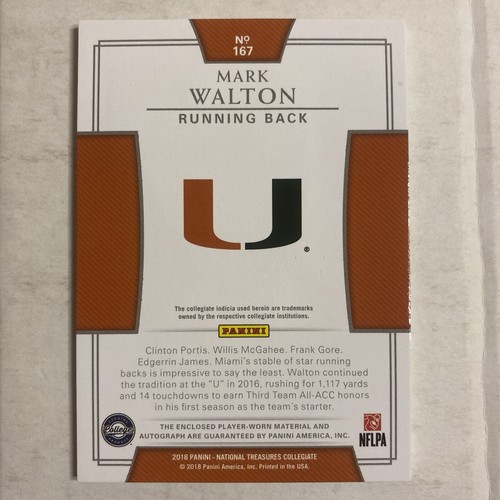 Nº
167
MARK
WALTON
RUNNING BACK
U
®
The collegiate indicia used herein are trademarks
owned by the respective collegiate institutions.
PANINI
Clinton Portis. Willis McGahee. Frank Gore.
Edgerrin James. Miami's stable of star running
backs is impressive to say the least. Walton continued
the tradition at the "U" in 2016, rushing for 1,117 yards
and 14 touchdowns to earn Third Team All-ACC honors
in his first season as the team's starter.
THE ENCLOSED PLAYER-WORN MATERIAL AND
AUTOGRAPH ARE GUARANTEED BY PANINI AMERICA, INC.
College
NFLPA
2018 PANINI - NATIONAL TREASURES COLLEGIATE
© 2018 Panini America, Inc. Printed in the USA.